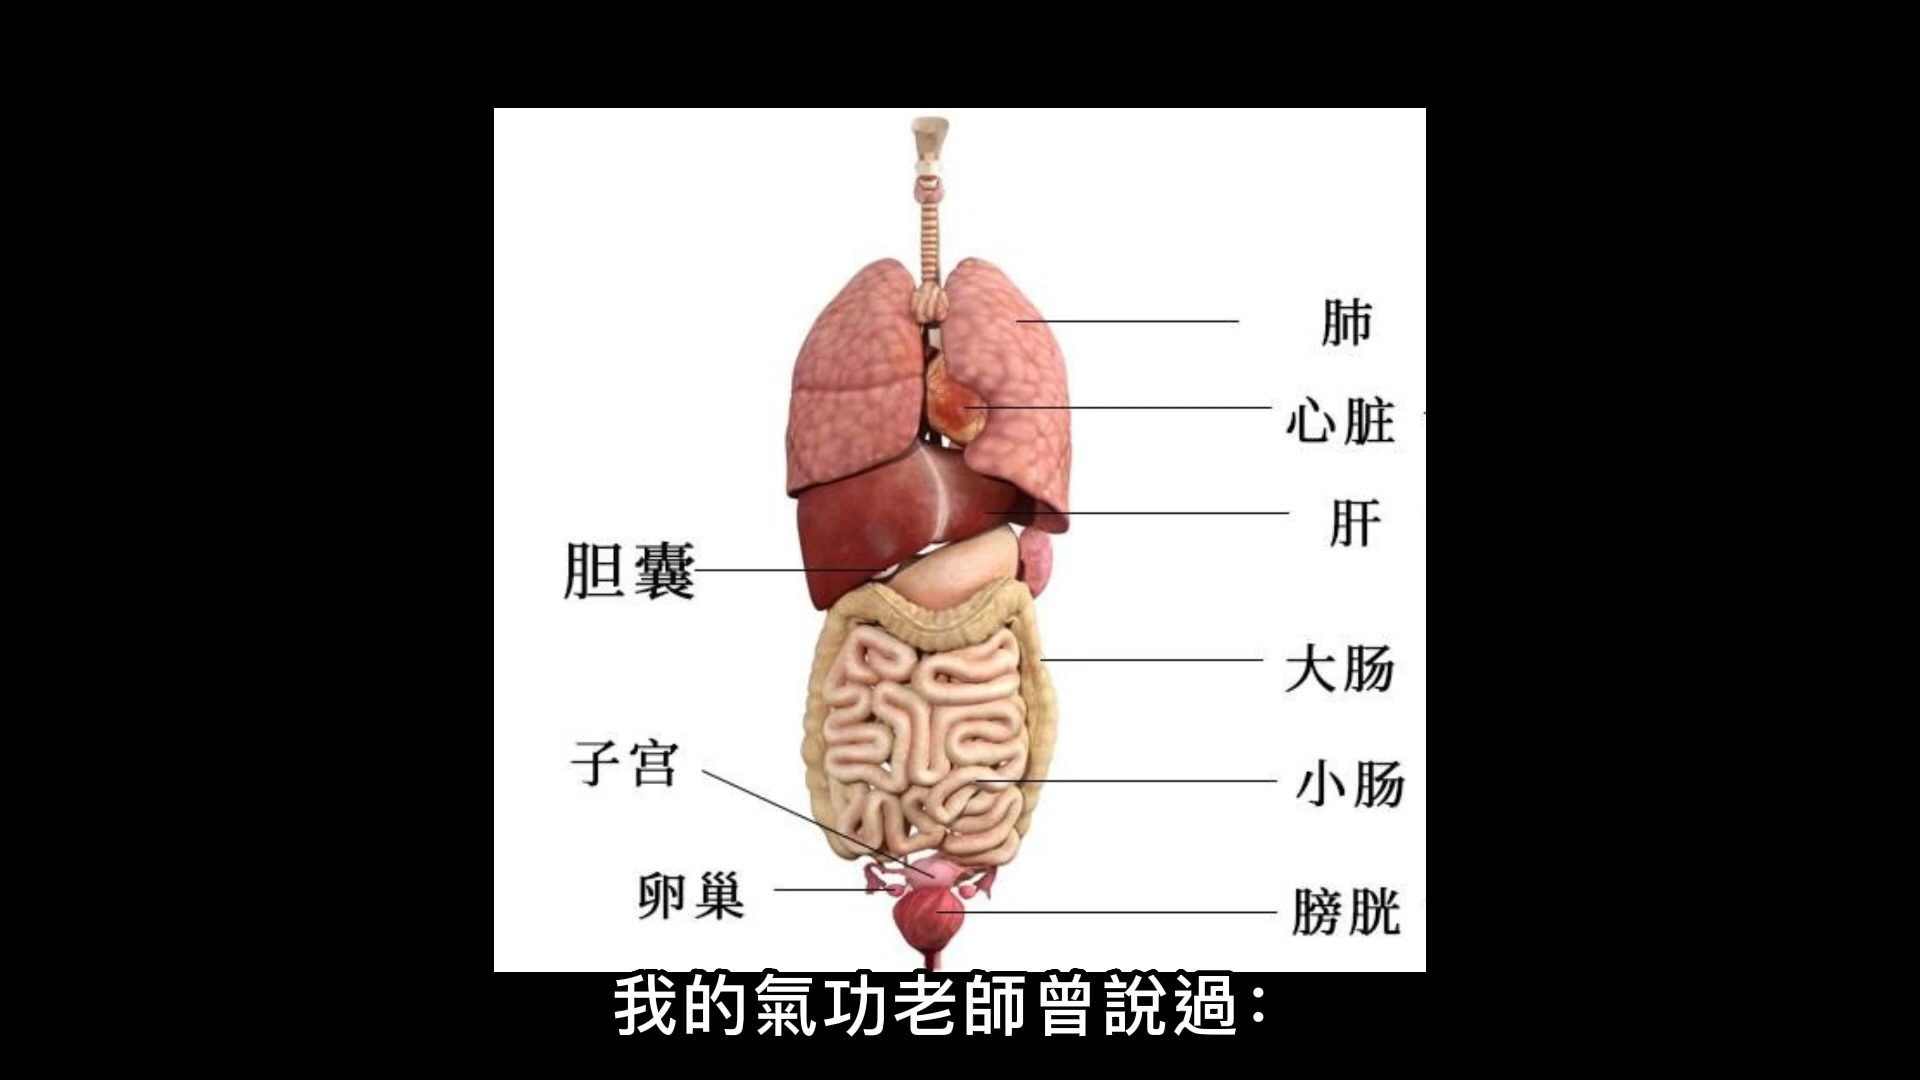 肺
心脏
肝
胆囊
大肠
子宫
小肠
卵巢
膀胱
我的氣功老師曾說過：